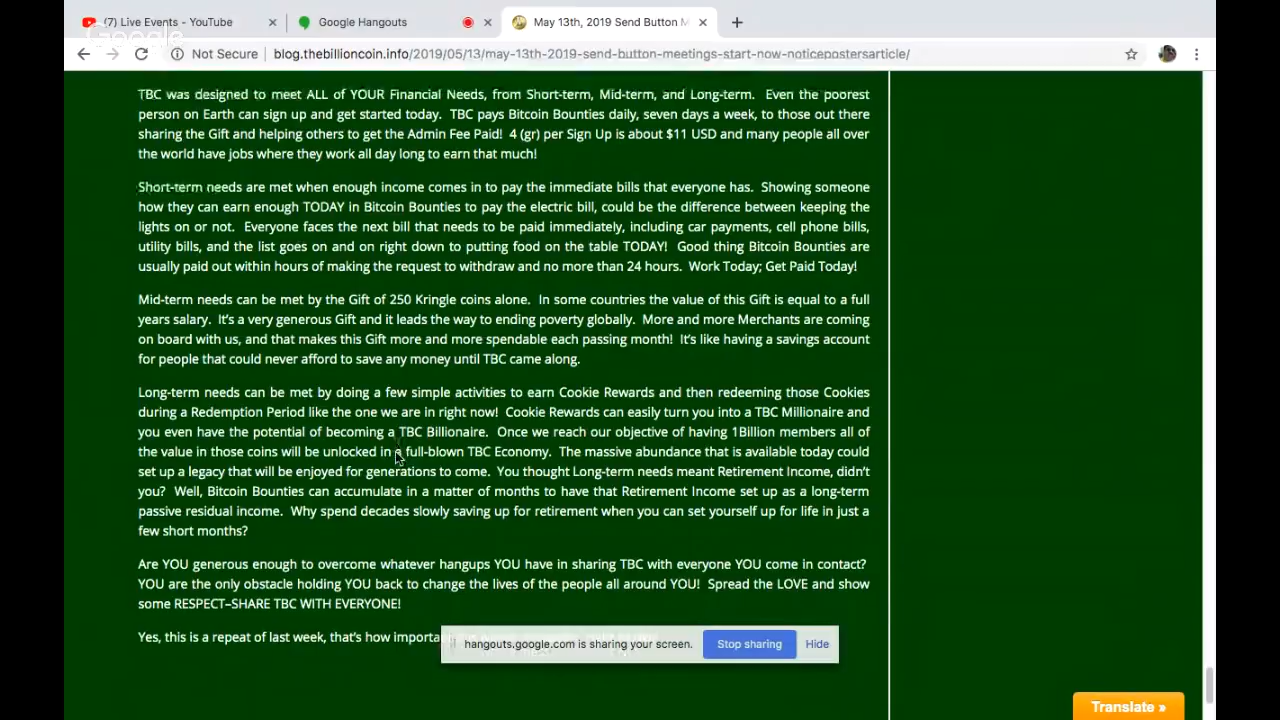 (7) Live Events - YouTube
Google Hangouts
May 13th, 2019 Send Button M
Google
Not Secure
blog.thebillioncoin.info/2019/05/13/may-13th-2019-send-button-meetings-start-now-noticepostersarticle/
TBC was designed to meet ALL of YOUR Financial Needs, from Short-term, Mid-term, and Long-term. Even the poorest
person on Earth can sign up and get started today. TBC pays Bitcoin Bounties daily, seven days a week, to those out there
sharing the Gift and helping others to get the Admin Fee Paid! 4 (gr) per Sign Up is about $11 USD and many people all over
the world have jobs where they work all day long to earn that much!
Short-term needs are met when enough income comes in to pay the immediate bills that everyone has. Showing someone
how they can earn enough TODAY in Bitcoin Bounties to pay the electric bill, could be the difference between keeping the
lights on or not. Everyone faces the next bill that needs to be paid immediately, including car payments, cell phone bills,
utility bills, and the list goes on and on right down to putting food on the table TODAY! Good thing Bitcoin Bounties are
usually paid out within hours of making the request to withdraw and no more than 24 hours. Work Today; Get Paid Today!
Mid-term needs can be met by the Gift of 250 Kringle coins alone. In some countries the value of this Gift is equal to a full
years salary. It's a very generous Gift and it leads the way to ending poverty globally. More and more Merchants are coming
on board with us, and that makes this Gift more and more spendable each passing month! It's like having a savings account
for people that could never afford to save any money until TBC came along.
Long-term needs can be met by doing a few simple activities to earn Cookie Rewards and then redeeming those Cookies
during a Redemption Period like the one we are in right now! Cookie Rewards can easily turn you into a TBC Millionaire and
you even have the potential of becoming a TBC Billionaire. Once we reach our objective of having 1Billion members all of
the value in those coins will be unlocked in a full-blown TBC Economy. The massive abundance that is available today could
set up a legacy that will be enjoyed for generations to come. You thought Long-term needs meant Retirement Income, didn't
you? Well, Bitcoin Bounties can accumulate in a matter of months to have that Retirement Income set up as a long-term
passive residual income. Why spend decades slowly saving up for retirement when you can set yourself up for life in just a
few short months?
Are YOU generous enough to overcome whatever hangups YOU have in sharing TBC with everyone YOU come in contact?
YOU are the only obstacle holding YOU back to change the lives of the people all around YOU! Spread the LOVE and show
some RESPECT–SHARE TBC WITH EVERYONE!
Yes, this is a repeat of last week, that's how importa
hangouts.google.com is sharing your screen.
Stop sharing
Hide
Translate »